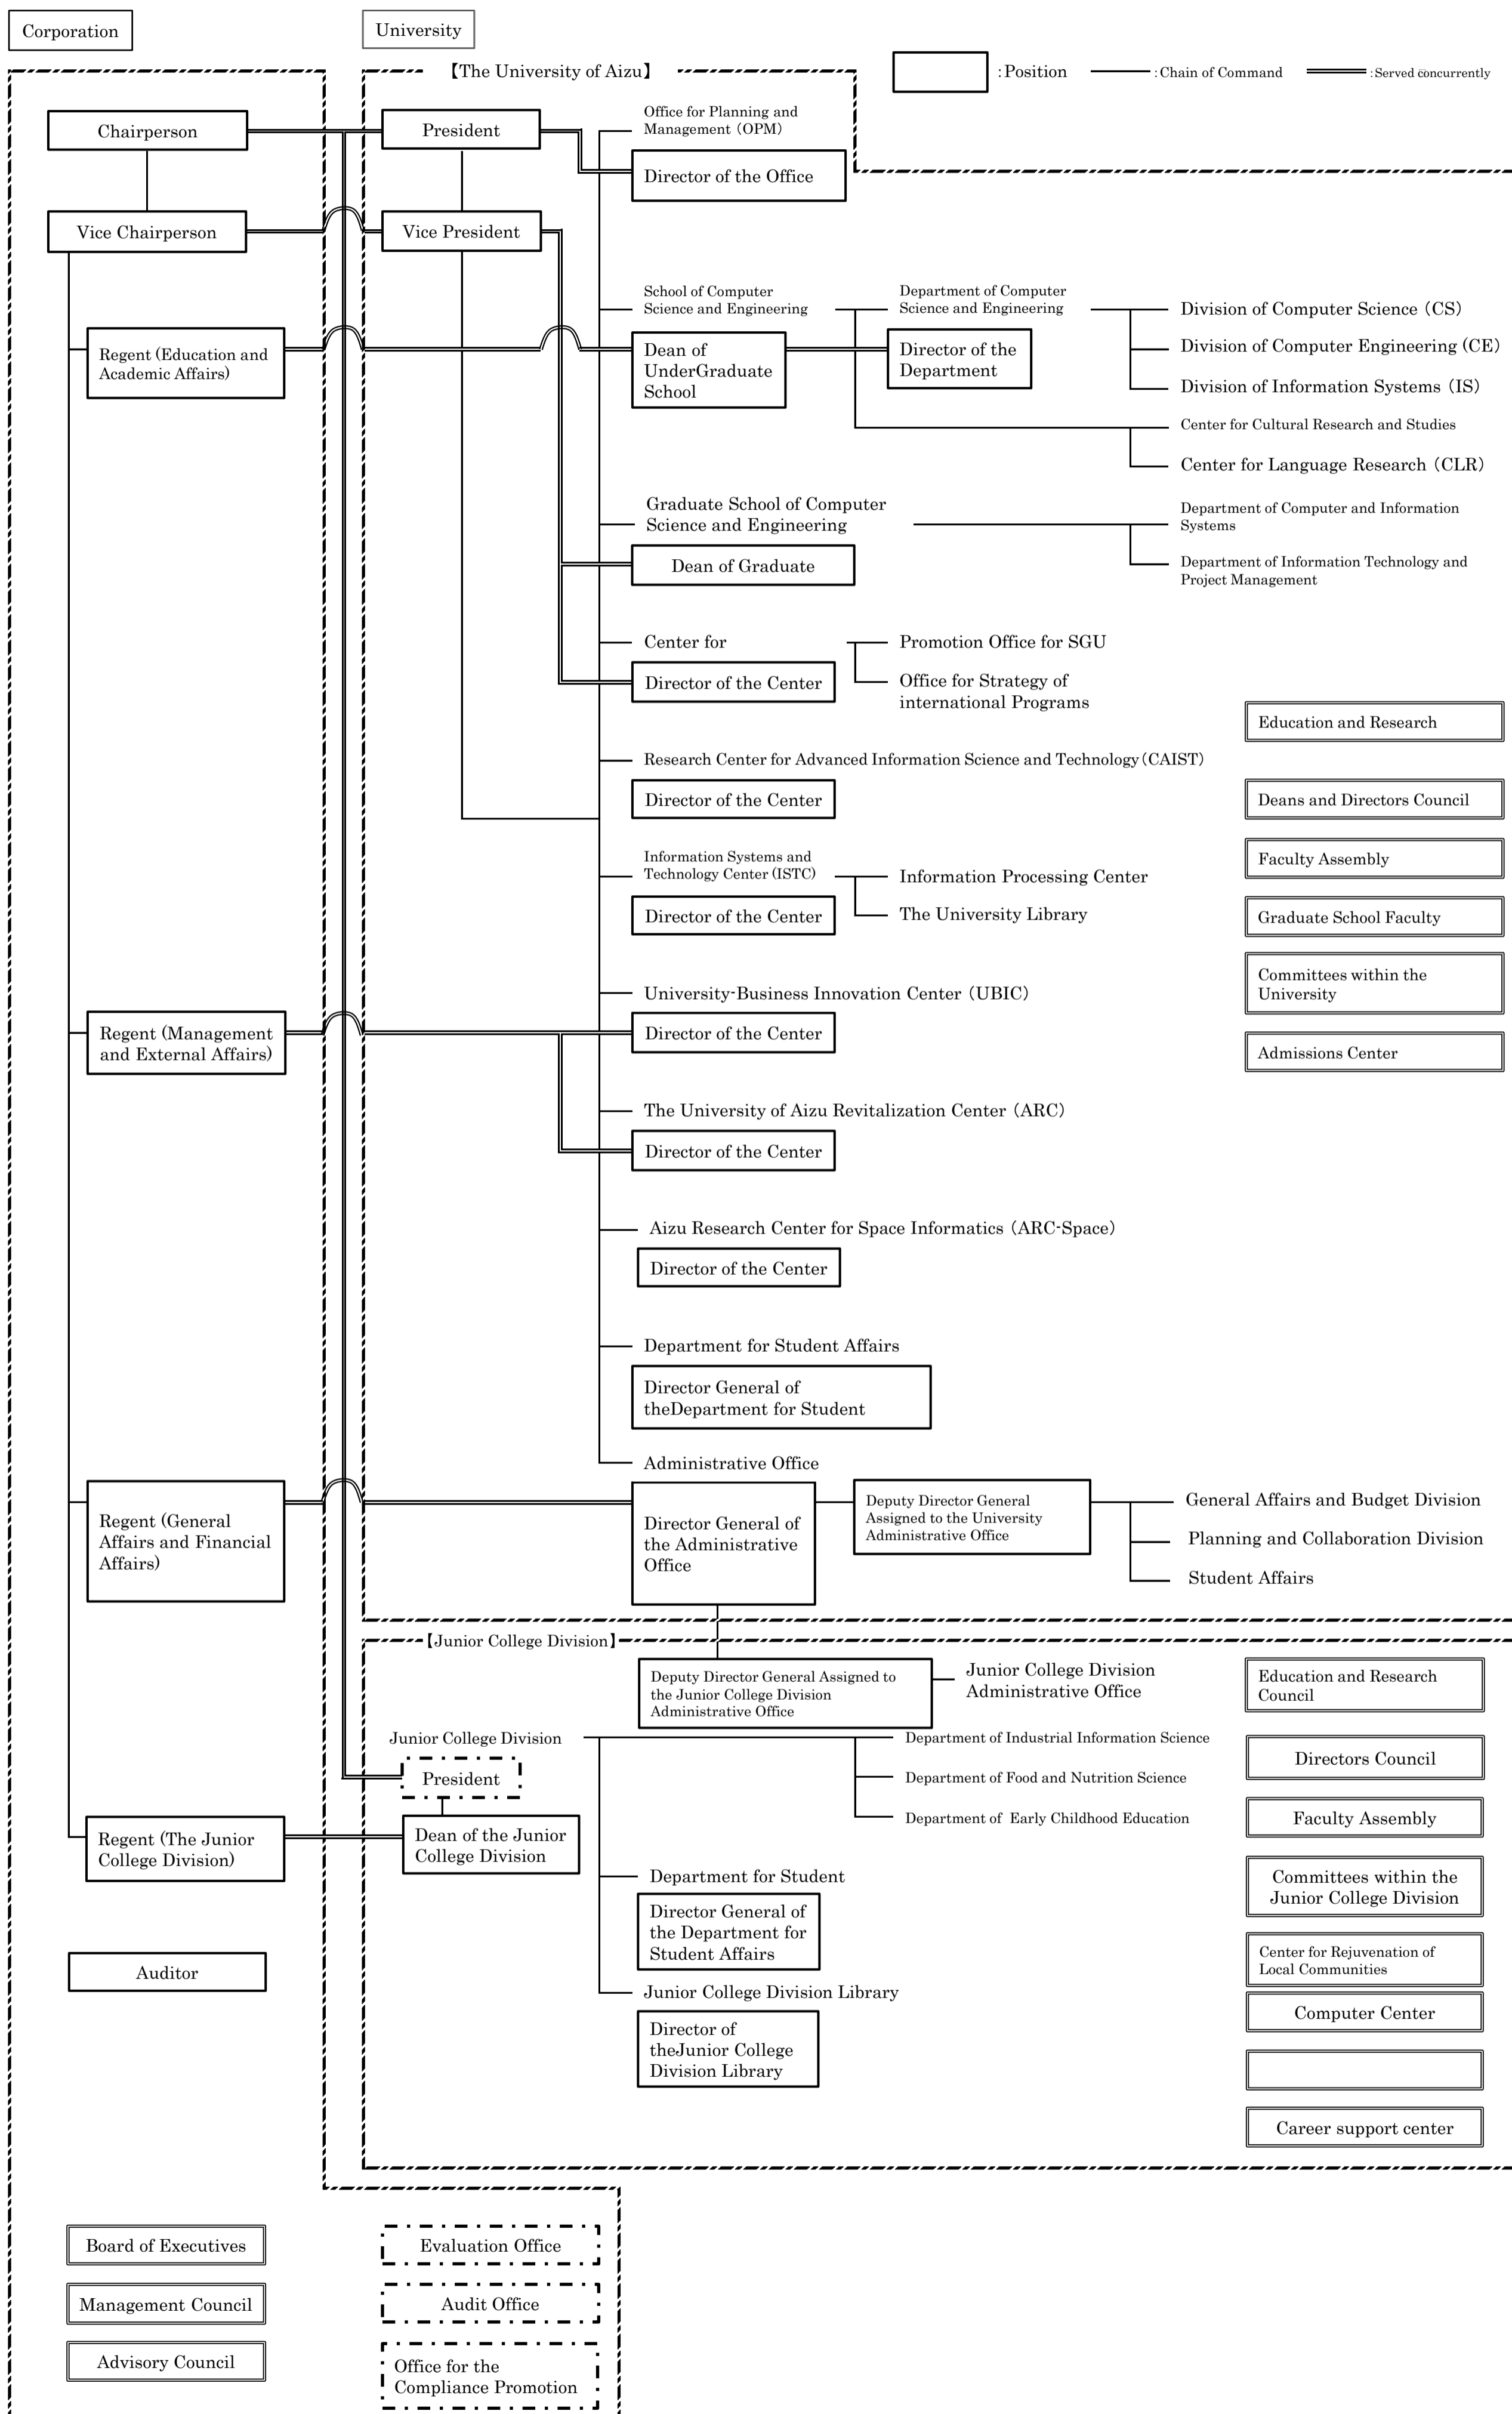 Corporation
University
【The University of Aizu】
:Position
:Chain of Command
:Served concurrently
Chairperson
President
Office for Planning and
Management (OPM)
Director of the Office
Vice Chairperson
Vice President
School of Computer
Science and Engineering
Department of Computer
Science and Engineering
Division of Computer Science (CS)
Regent (Education and
Academic Affairs)
Dean of
UnderGraduate
School
Director of the
Department
Division of Computer Engineering (CE)
Division of Information Systems (IS)
Center for Cultural Research and Studies
Center for Language Research (CLR)
Graduate School of Computer
Science and Engineering
Department of Computer and Information
Systems
Dean of Graduate
Department of Information Technology and
Project Management
Center for
Promotion Office for SGU
Director of the Center
Office for Strategy of
international Programs
Education and Research
Research Center for Advanced Information Science and Technology(CAIST)
Director of the Center
Deans and Directors Council
Information Systems and
Technology Center (ISTC)
Information Processing Center
Faculty Assembly
Director of the Center
The University Library
Graduate School Faculty
University-Business Innovation Center (UBIC)
Committees within the
University
Regent (Management
and External Affairs)
Director of the Center
Admissions Center
The University of Aizu Revitalization Center (ARC)
Director of the Center
Aizu Research Center for Space Informatics (ARC-Space)
Director of the Center
Department for Student Affairs
Director General of
theDepartment for Student
Administrative Office
Regent (General
Affairs and Financial
Affairs)
Director General of
the Administrative
Office
Deputy Director General
Assigned to the University
Administrative Office
General Affairs and Budget Division
Planning and Collaboration Division
Student Affairs
【Junior College Division】
Deputy Director General Assigned to
the Junior College Division
Administrative Office
Junior College Division
Administrative Office
Education and Research
Council
Junior College Division
Department of Industrial Information Science
Directors Council
President
Department of Food and Nutrition Science
Department of  Early Childhood Education
Faculty Assembly
Regent (The Junior
College Division)
Dean of the Junior
College Division
Department for Student
Committees within the
Junior College Division
Director General of
the Department for
Student Affairs
Center for Rejuvenation of
Local Communities
Auditor
Junior College Division Library
Computer Center
Director of
theJunior College
Division Library
Career support center
Board of Executives
Evaluation Office
Management Council
Audit Office
Advisory Council
Office for the
Compliance Promotion